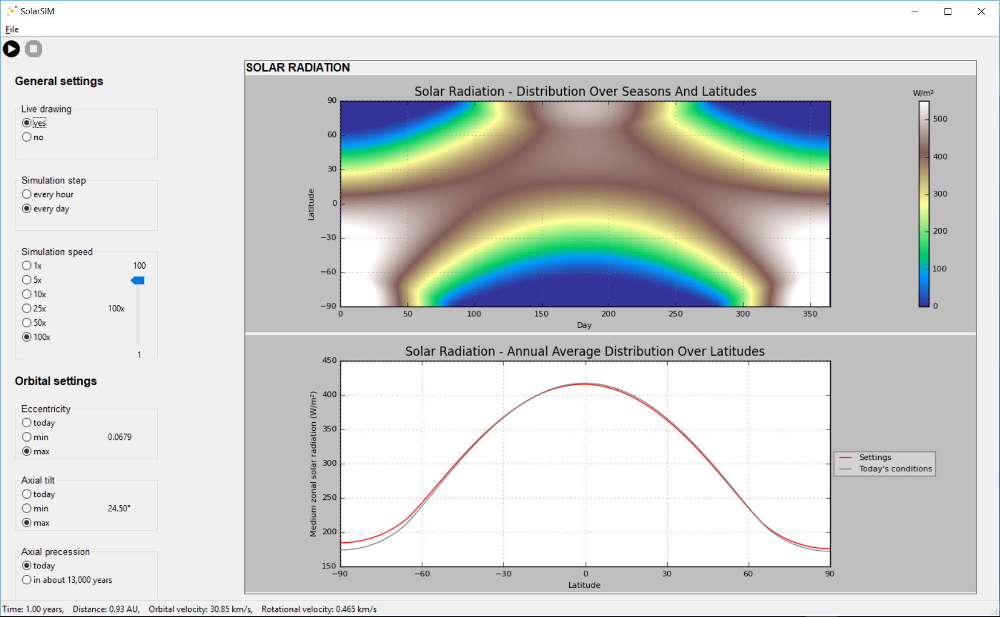 SolarSIM
File
General settings
Live drawing
yes
no
Simulation step
every hour
every day
Simulation speed
1x
100
5x
10x
25x
100x
50x
100x
1
Orbital settings
Eccentricity
today
min
0.0679
max
Axial tilt
today
min
24.50°
max
Axial precession
today
in about 13,000 years
SOLAR RADIATION
Solar Radiation - Distribution Over Seasons And Latitudes
W/m²
90
60
30
0
−30
−60
−90
Latitude
0 50 100 150 200 250 300 350
Day
500
400
300
200
100
0
Solar Radiation - Annual Average Distribution Over Latitudes
450
400
350
300
250
200
150
Medium zonal solar radiation (W/m²)
−90 −60 −30 0 30 60 90
Latitude
Settings
Today's conditions
Time: 1.00 years, Distance: 0.93 AU, Orbital velocity: 30.85 km/s, Rotational velocity: 0.465 km/s